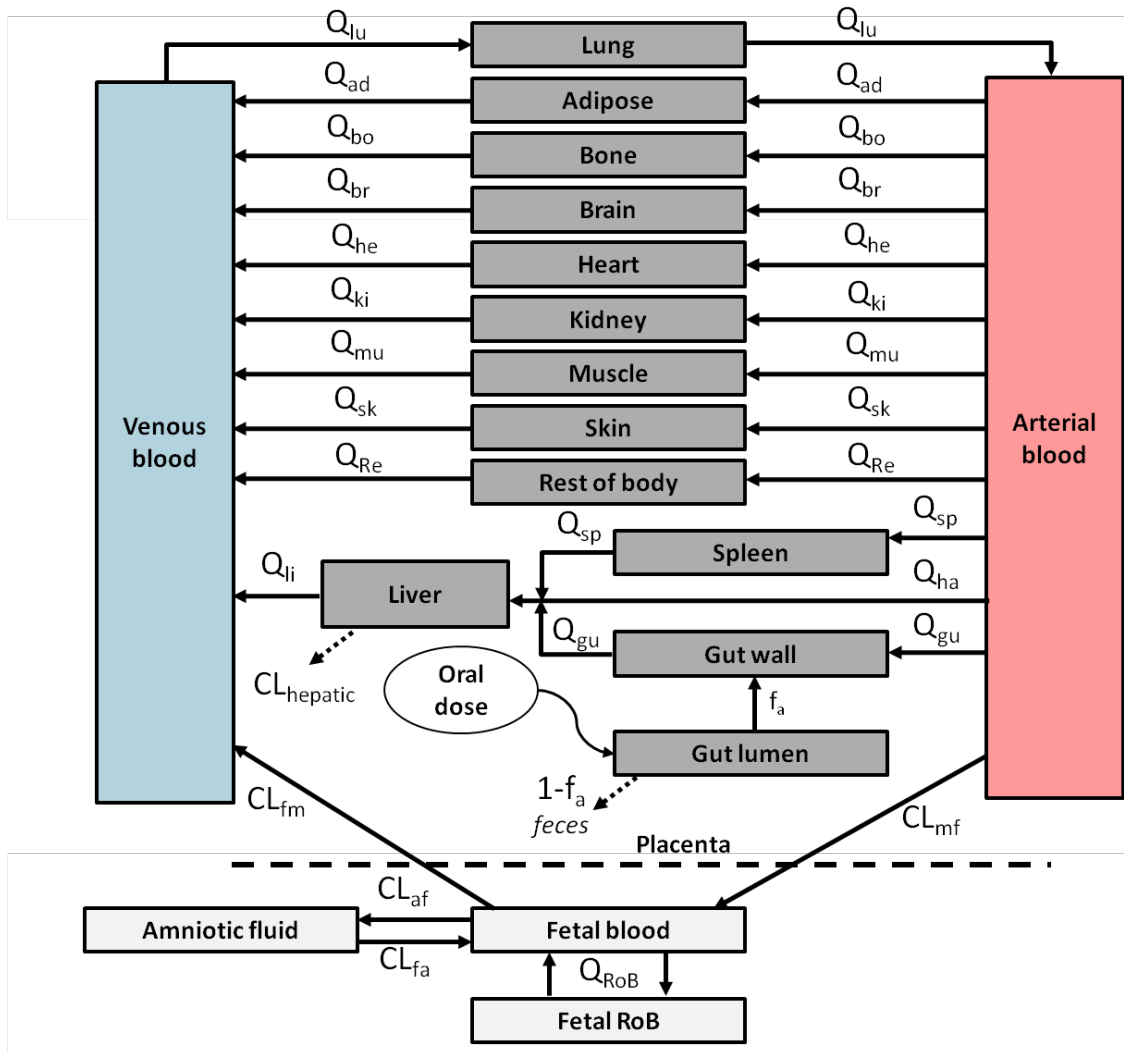 Q_lu Q_lu
Lung
Q_ad Q_ad
Adipose
Q_bo Q_bo
Bone
Q_br Q_br
Brain
Q_he Q_he
Heart
Q_ki Q_ki
Kidney
Q_mu Q_mu
Muscle
Q_sk Q_sk
Skin
Venous
blood
Arterial
blood
Q_Re Q_Re
Rest of body
Q_sp Q_sp
Spleen
Q_li Q_ha
Liver
Q_gu Q_gu
Gut wall
CL_hepatic
Oral
dose
f_a
Gut lumen
1-f_a
feces
CL_fm CL_mf
Placenta
CL_af
Amniotic fluid Fetal blood
CL_fa Q_RoB
Fetal RoB